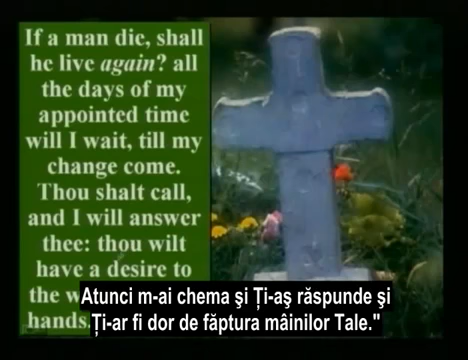 If a man die, shall
he live again? all
the days of my
appointed time
will I wait, till my
change come.
Thou shalt call,
and I will answer
thee: thou wilt
have a desire to
the
hands.
Atunci m-ai chema şi Ţi-aş răspunde şi
Ţi-ar fi dor de făptura mâinilor Tale."